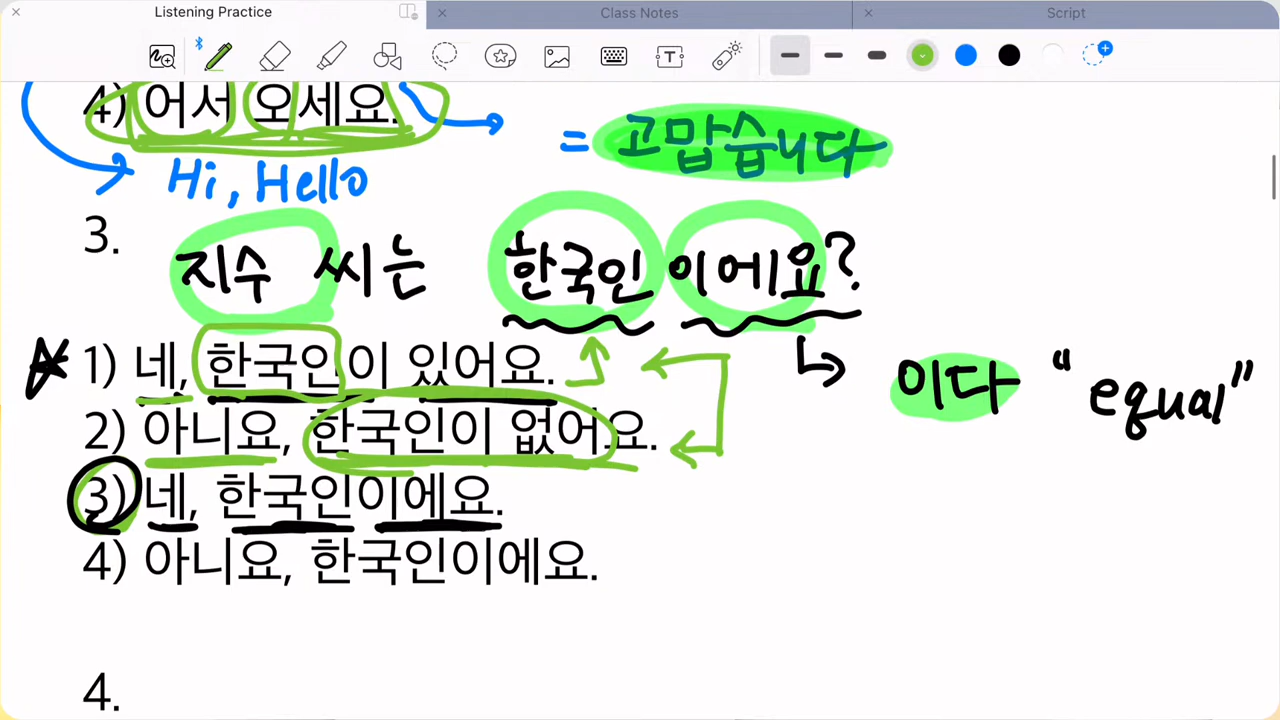 Listening Practice
Class Notes
Script
4) 어서 오세요.
= 고맙습니다
Hi, Hello
3.
지수 씨는 한국인이에요?
1) 네, 한국인이 있어요.
이다 "equal"
2) 아니요, 한국인이 없어요.
3) 네, 한국인이에요.
4) 아니요, 한국인이에요.
4.